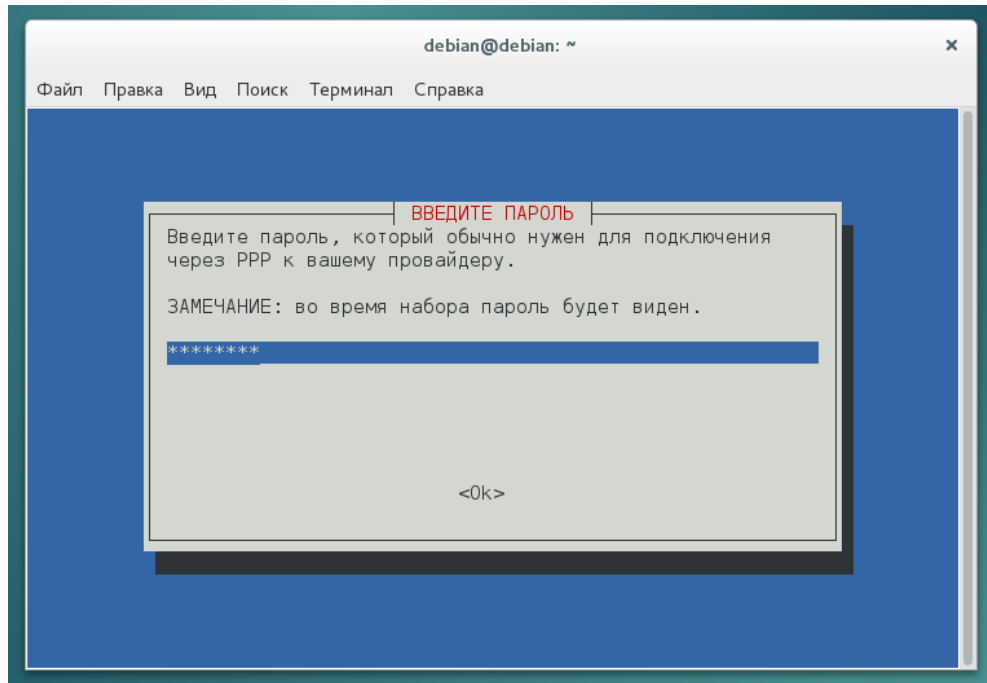 debian@debian: ~
Файл Правка Вид Поиск Терминал Справка
ВВЕДИТЕ ПАРОЛЬ
Введите пароль, который обычно нужен для подключения
через PPP к вашему провайдеру.
ЗАМЕЧАНИЕ: во время набора пароль будет виден.
********
<Ok>